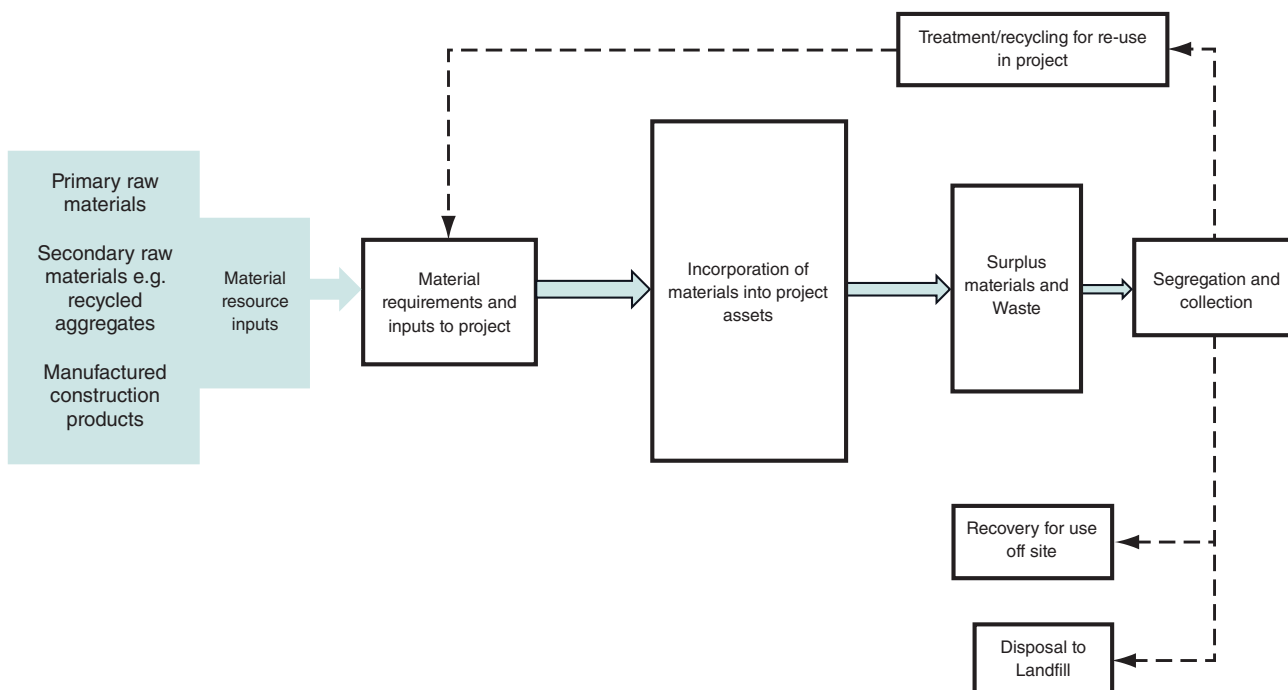 Treatment/recycling for re-use
in project
Primary raw
materials
Secondary raw
materials e.g.
recycled
aggregates
Manufactured
construction
products
Material
resource
inputs
Material
requirements and
inputs to project
Incorporation of
materials into project
assets
Surplus
materials and
Waste
Segregation and
collection
Recovery for use
off site
Disposal to
Landfill